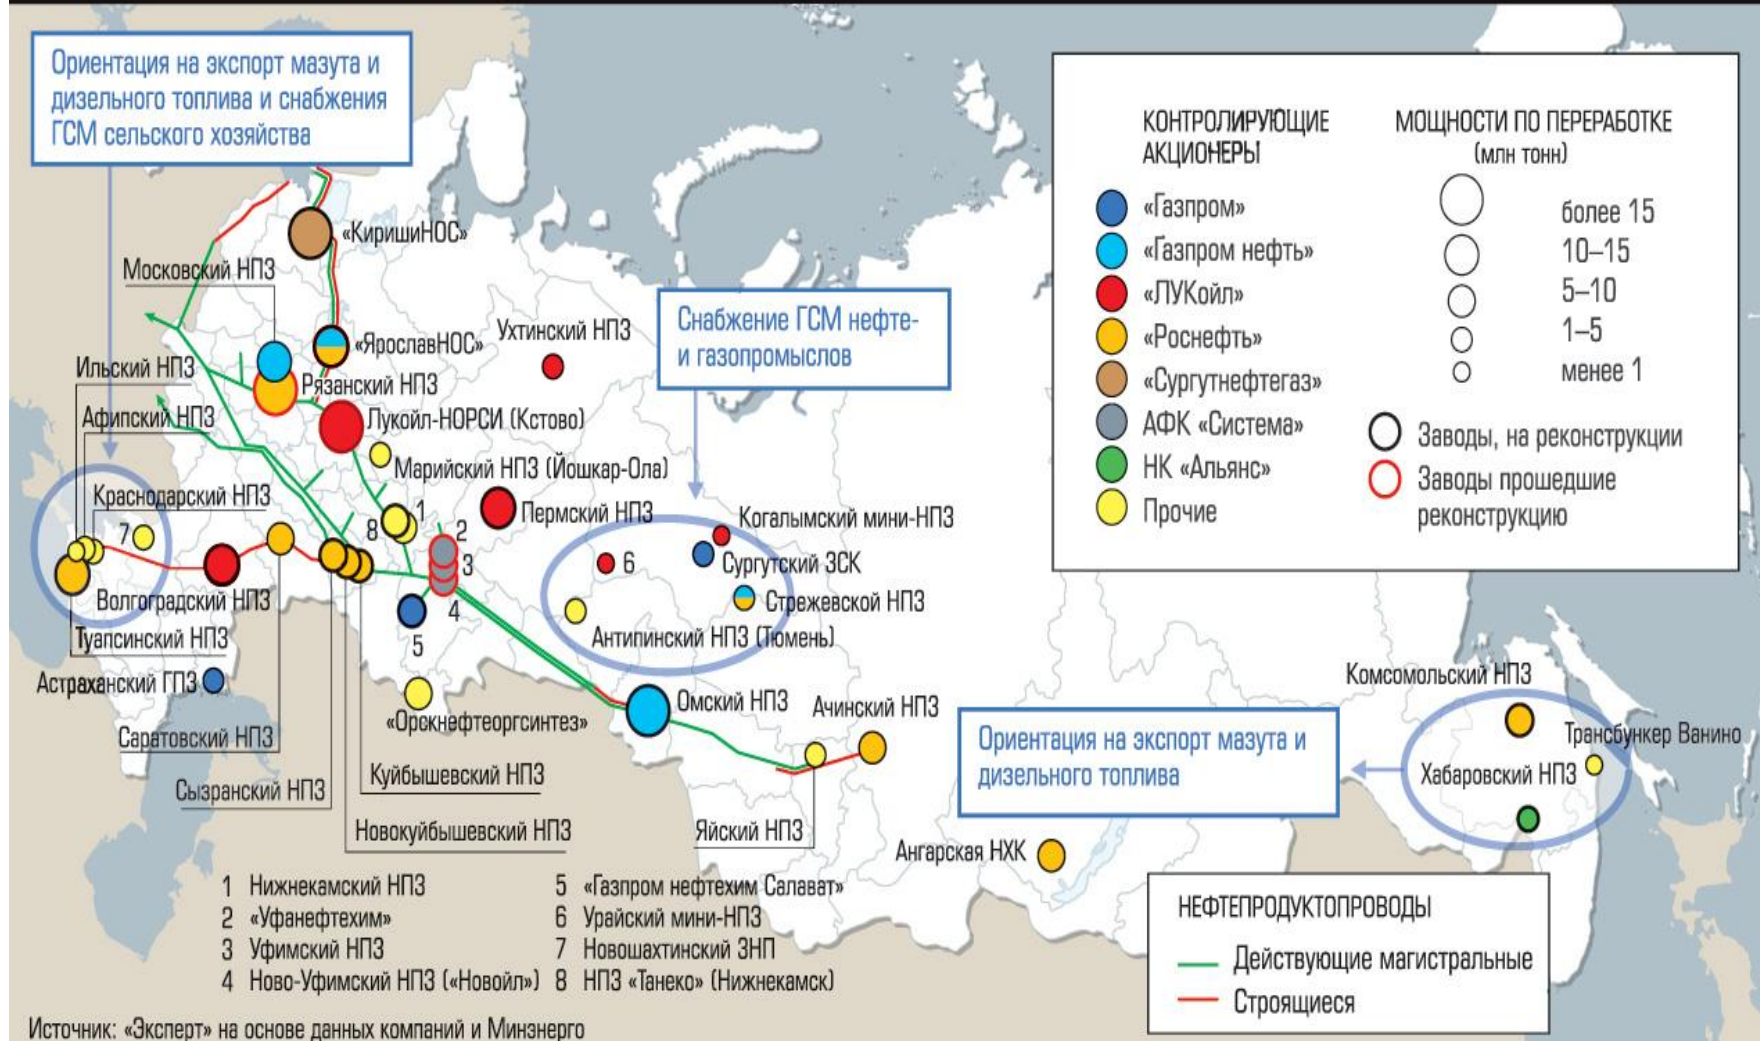 Ориентация на экспорт мазута и
дизельного топлива и снабжения
ГСМ сельского хозяйства
«КиришиНОС»
Московский НПЗ
«ЯрославНОС»
Ухтинский НПЗ
Ильский НПЗ
Рязанский НПЗ
Афипский НПЗ
Лукойл-НОРСИ (Кстово)
Марийский НПЗ (Йошкар-Ола)
Краснодарский НПЗ
7
8
1
2
3
4
5
Пермский НПЗ
Снабжение ГСМ нефте-
и газопромыслов
Когалымский мини-НПЗ
6
Сургутский ЗСК
Стрежевской НПЗ
Антипинский НПЗ (Тюмень)
Волгоградский НПЗ
Туапсинский НПЗ
Астраханский ГПЗ
«Орскнефтеоргсинтез»
Саратовский НПЗ
Сызранский НПЗ
Куйбышевский НПЗ
Новокуйбышевский НПЗ
Омский НПЗ
Ачинский НПЗ
Яйский НПЗ
Ангарская НХК
Ориентация на экспорт мазута и
дизельного топлива
Комсомольский НПЗ
Трансбункер Ванино
Хабаровский НПЗ
КОНТРОЛИРУЮЩИЕ
АКЦИОНЕРЫ
«Газпром»
«Газпром нефть»
«ЛУКойл»
«Роснефть»
«Сургутнефтегаз»
АФК «Система»
НК «Альянс»
Прочие
МОЩНОСТИ ПО ПЕРЕРАБОТКЕ
(млн тонн)
более 15
10–15
5–10
1–5
менее 1
Заводы, на реконструкции
Заводы прошедшие
реконструкцию
1 Нижнекамский НПЗ
2 «Уфанефтехим»
3 Уфимский НПЗ
4 Ново-Уфимский НПЗ («Новойл»)
5 «Газпром нефтехим Салават»
6 Урайский мини-НПЗ
7 Новошахтинский ЗНП
8 НПЗ «Танеко» (Нижнекамск)
НЕФТЕПРОДУКТОПРОВОДЫ
Действующие магистральные
Строящиеся
Источник: «Эксперт» на основе данных компаний и Минэнерго